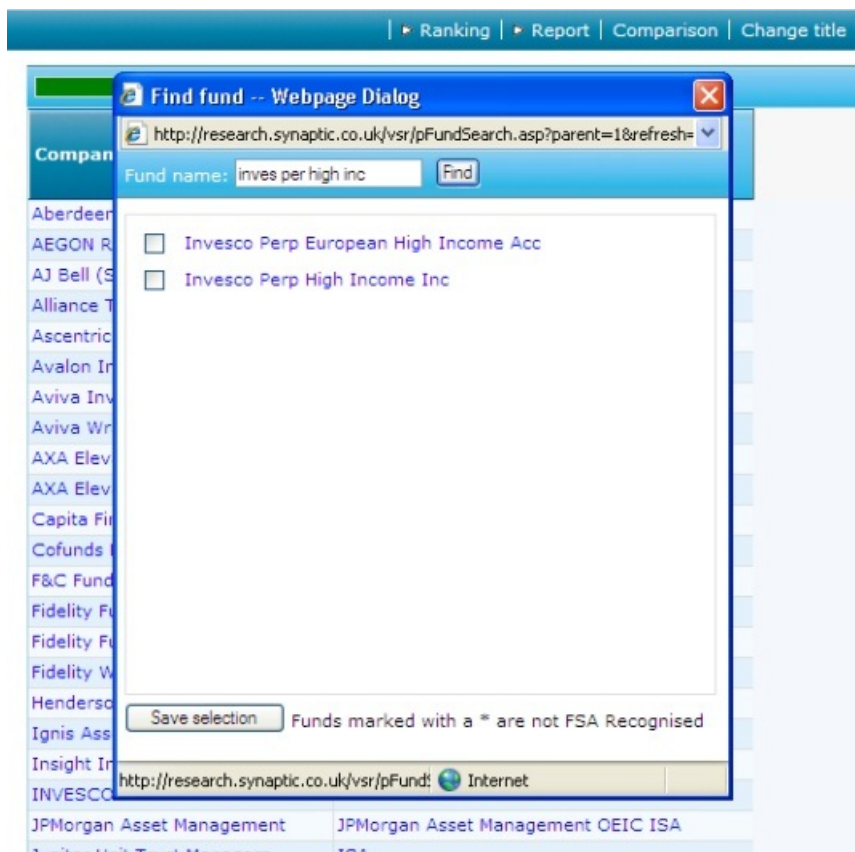 Ranking | Report | Comparison | Change title
Find fund -- Webpage Dialog
http://research.synaptic.co.uk/vsr/pFundSearch.asp?parent=1&refresh=
Compan
Fund name: inves per high inc Find
Aberdeen
Invesco Perp European High Income Acc
AEGON R
AJ Bell (S
Invesco Perp High Income Inc
Alliance T
Ascentric
Avalon In
Aviva Inv
Aviva Wr
AXA Elev
AXA Elev
Capita Fin
Cofunds
F&C Fund
Fidelity Fu
Fidelity Fu
Fidelity W
Henderso
Save selection Funds marked with a * are not FSA Recognised
Ignis Ass
Insight In
http://research.synaptic.co.uk/vsr/pFundS Internet
INVESCO
JPMorgan Asset Management JPMorgan Asset Management OEIC ISA